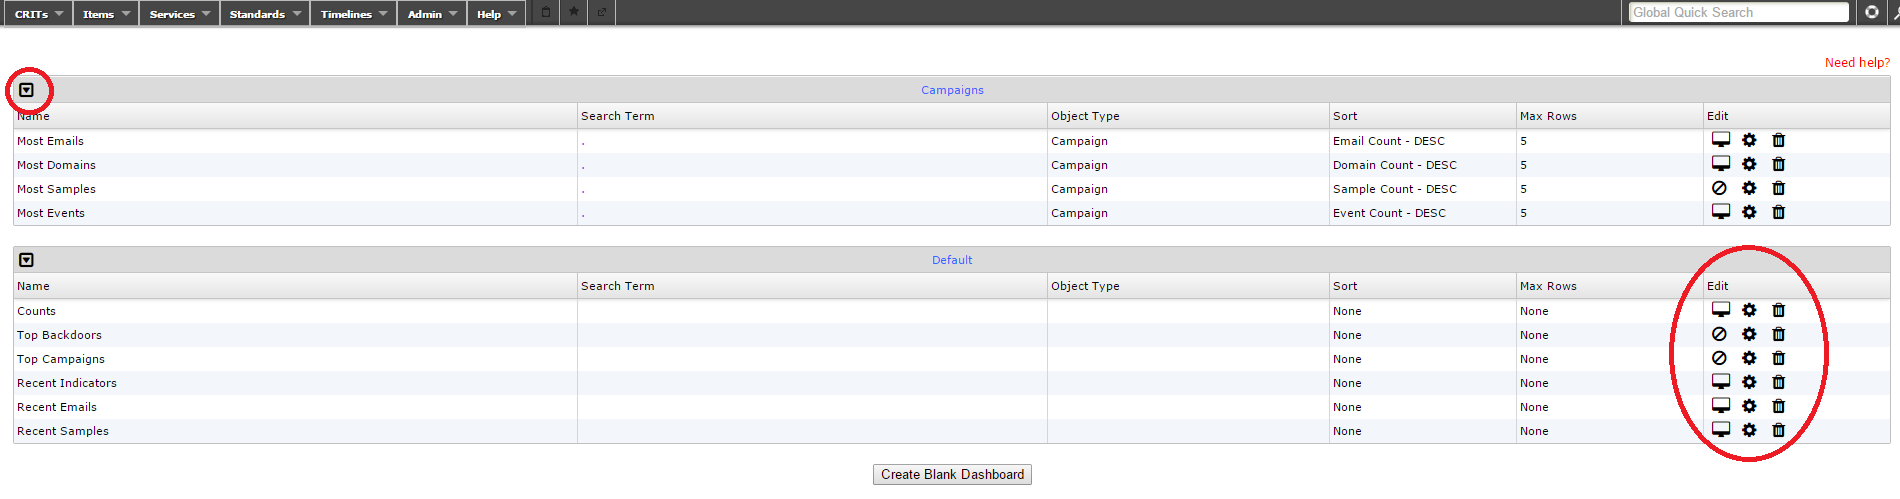 CRITs Items Services Standards Timelines Admin Help Global Quick Search
Need help?
Campaigns
Name Search Term Object Type Sort Max Rows Edit
Most Emails . Campaign Email Count - DESC 5
Most Domains . Campaign Domain Count - DESC 5
Most Samples . Campaign Sample Count - DESC 5
Most Events . Campaign Event Count - DESC 5
Default
Name Search Term Object Type Sort Max Rows Edit
Counts None None
Top Backdoors None None
Top Campaigns None None
Recent Indicators None None
Recent Emails None None
Recent Samples None None
Create Blank Dashboard